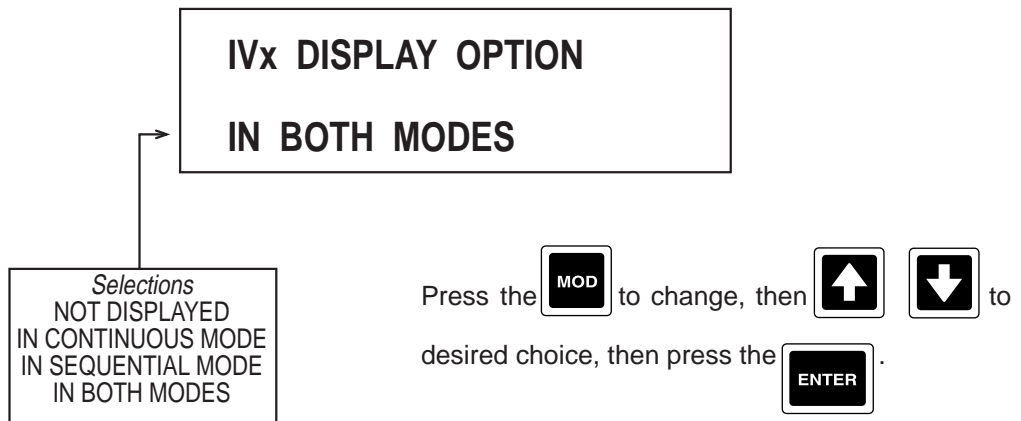 IVx DISPLAY OPTION
IN BOTH MODES
Selections
NOT DISPLAYED
IN CONTINUOUS MODE
IN SEQUENTIAL MODE
IN BOTH MODES
Press the MOD to change, then to
desired choice, then press the ENTER .